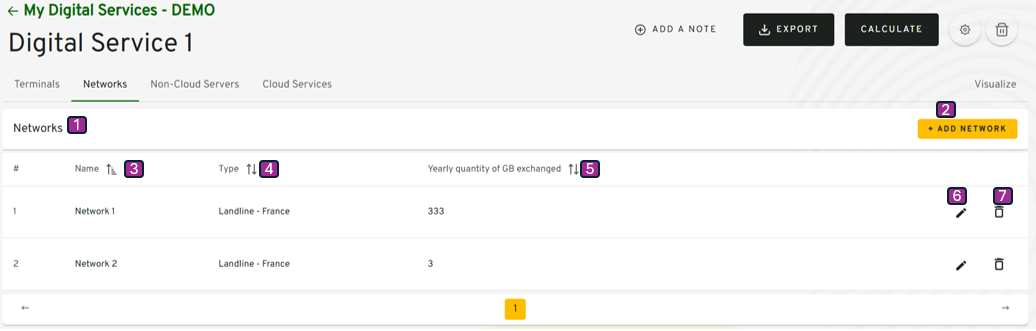 ← My Digital Services - DEMO
Digital Service 1
ADD A NOTE
EXPORT
CALCULATE
Terminals Networks Non-Cloud Servers Cloud Services Visualize
Networks 1
2
+ ADD NETWORK
# Name 3 Type 4 Yearly quantity of GB exchanged 5
6 7
1 Network 1 Landline - France 333
2 Network 2 Landline - France 3
← 1 →